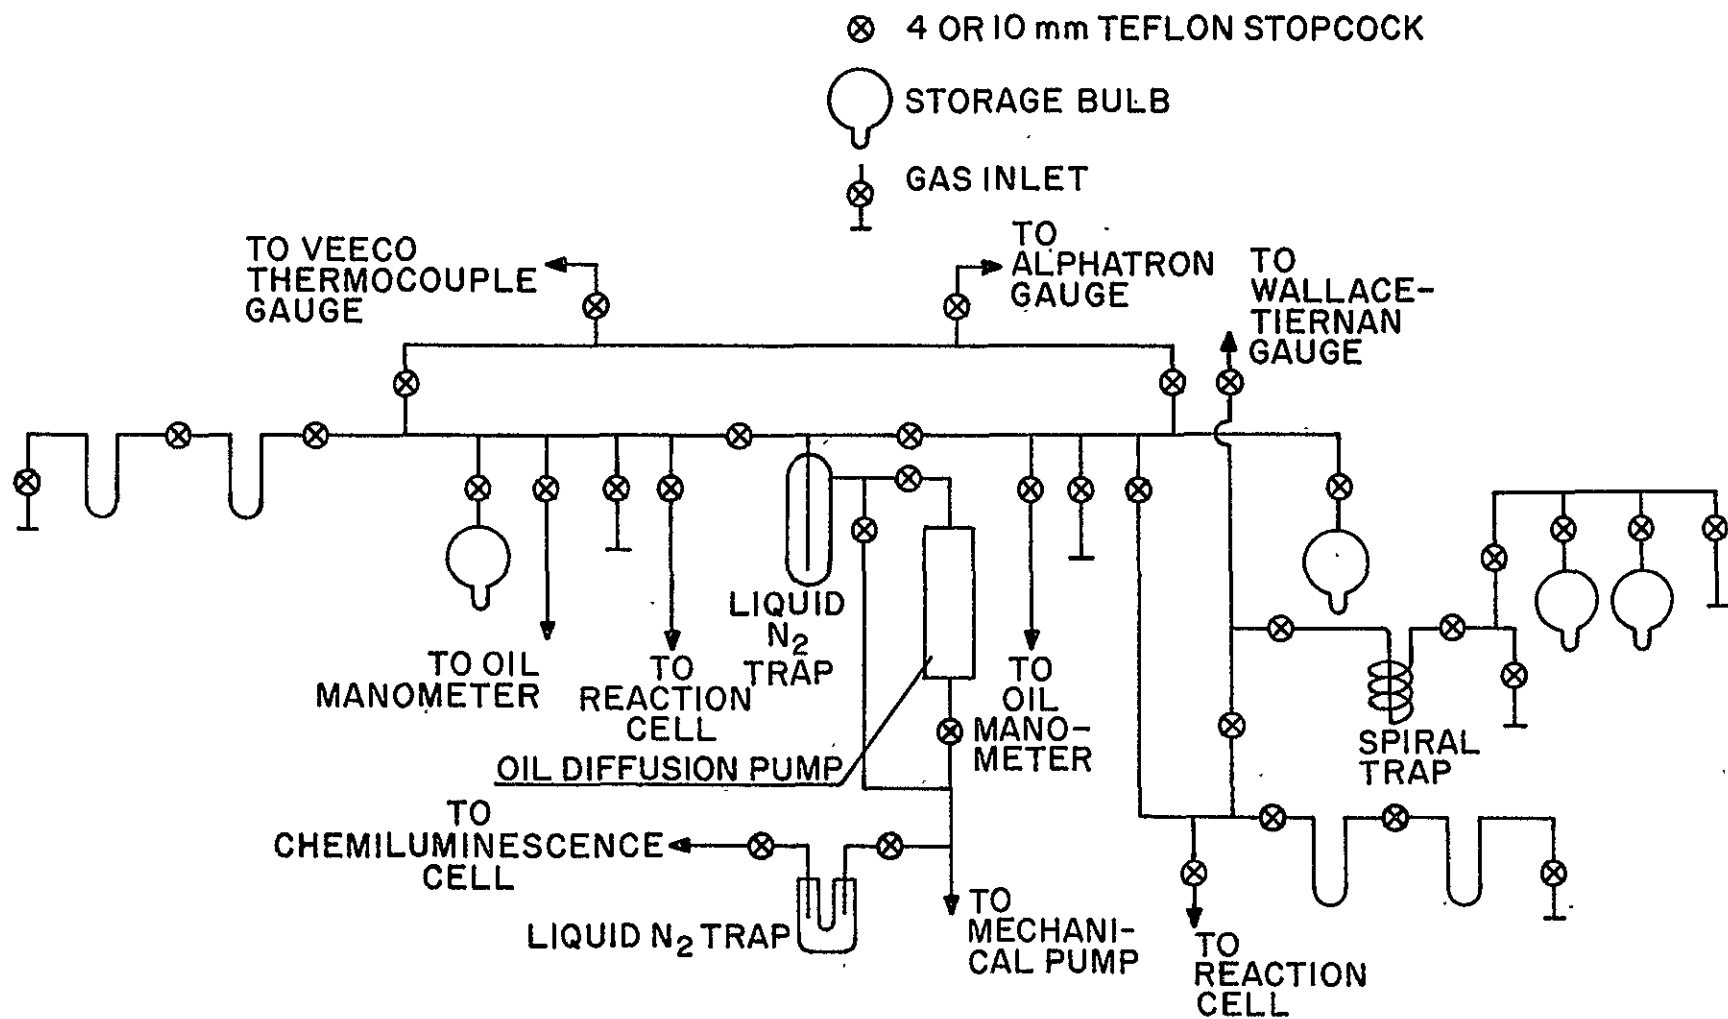 4 OR 10 mm TEFLON STOPCOCK
STORAGE BULB
GAS INLET
TO VEECO
THERMOCOUPLE
GAUGE
TO
ALPHATRON
GAUGE
TO
WALLACE-
TIERNAN
GAUGE
LIQUID
N2
TRAP
TO OIL
MANOMETER
TO
REACTION
CELL
TO
OIL
MANO-
METER
OIL DIFFUSION PUMP
SPIRAL
TRAP
TO
CHEMILUMINESCENCE
CELL
LIQUID N2 TRAP
TO
MECHANI-
CAL PUMP
TO
REACTION
CELL